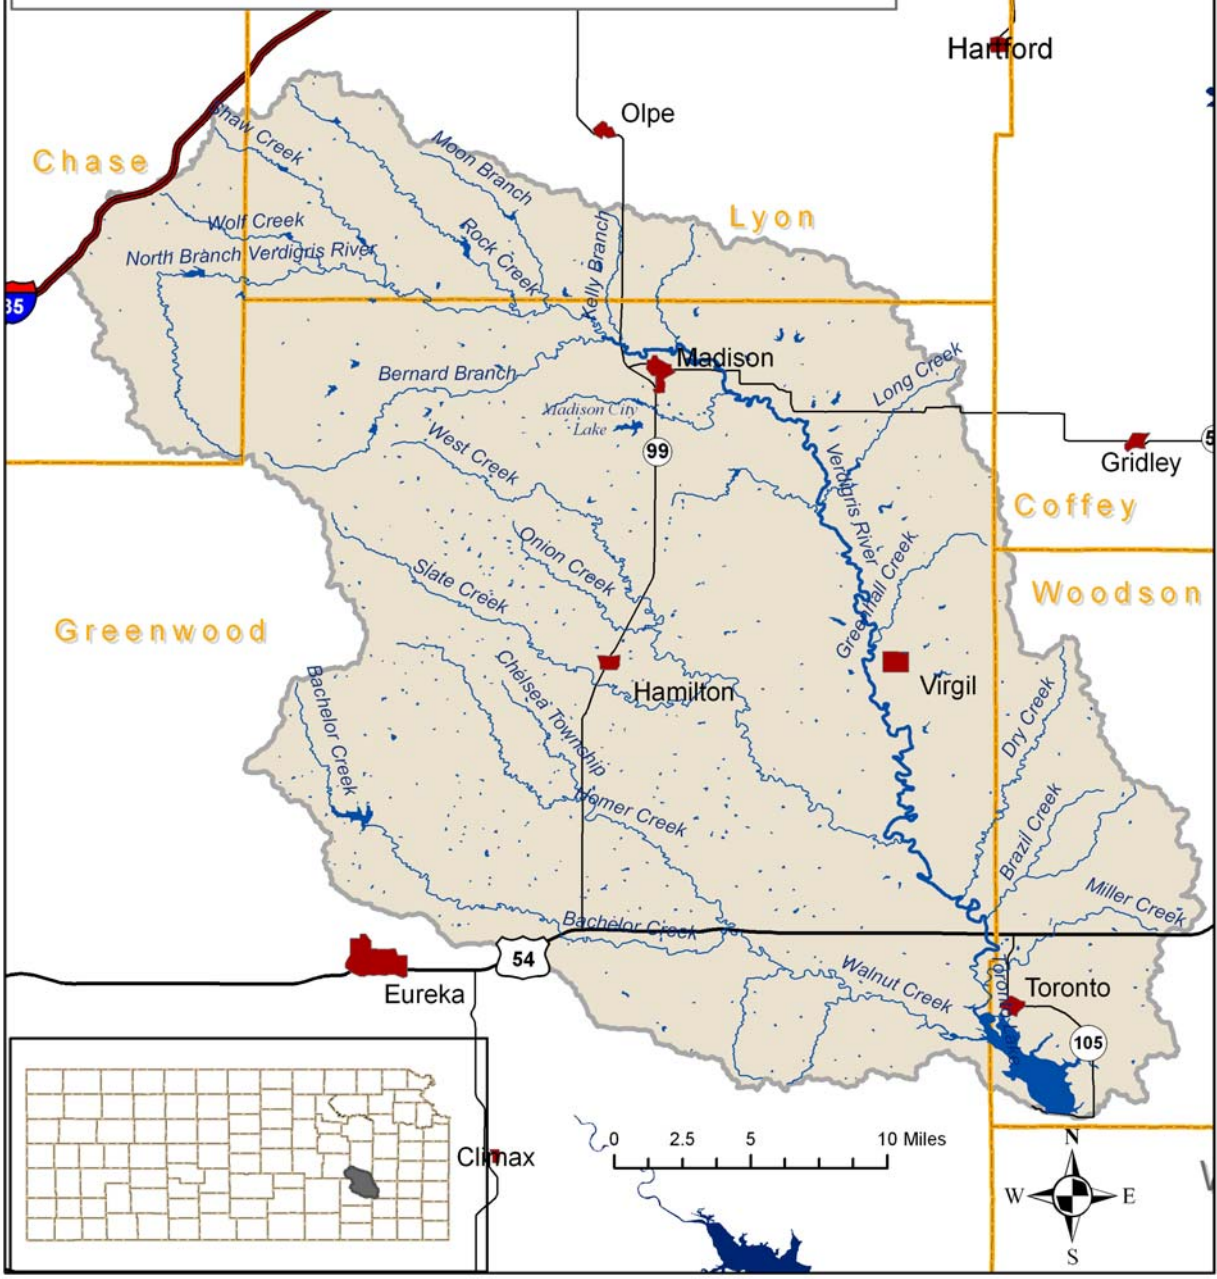 Hartford
Olpe
Shaw Creek
Moon Branch
Chase
Lyon
Wolf Creek
Rock Creek
Kelly Branch
North Branch Verdigris River
35
Madison
Bernard Branch
Long Creek
Madison City
Lake
West Creek
99
Gridley
5
Verdigris River
Coffey
Onion Creek
Slate Creek
Greenhall Creek
Woodson
Greenwood
Chelsea Township
Hamilton
Virgil
Bachelor Creek
Dry Creek
Homer Creek
Brazil Creek
Miller Creek
Bachelor Creek
54
Walnut Creek
Eureka
Toronto
105
Climax
0 2.5 5 10 Miles
N
W E
S